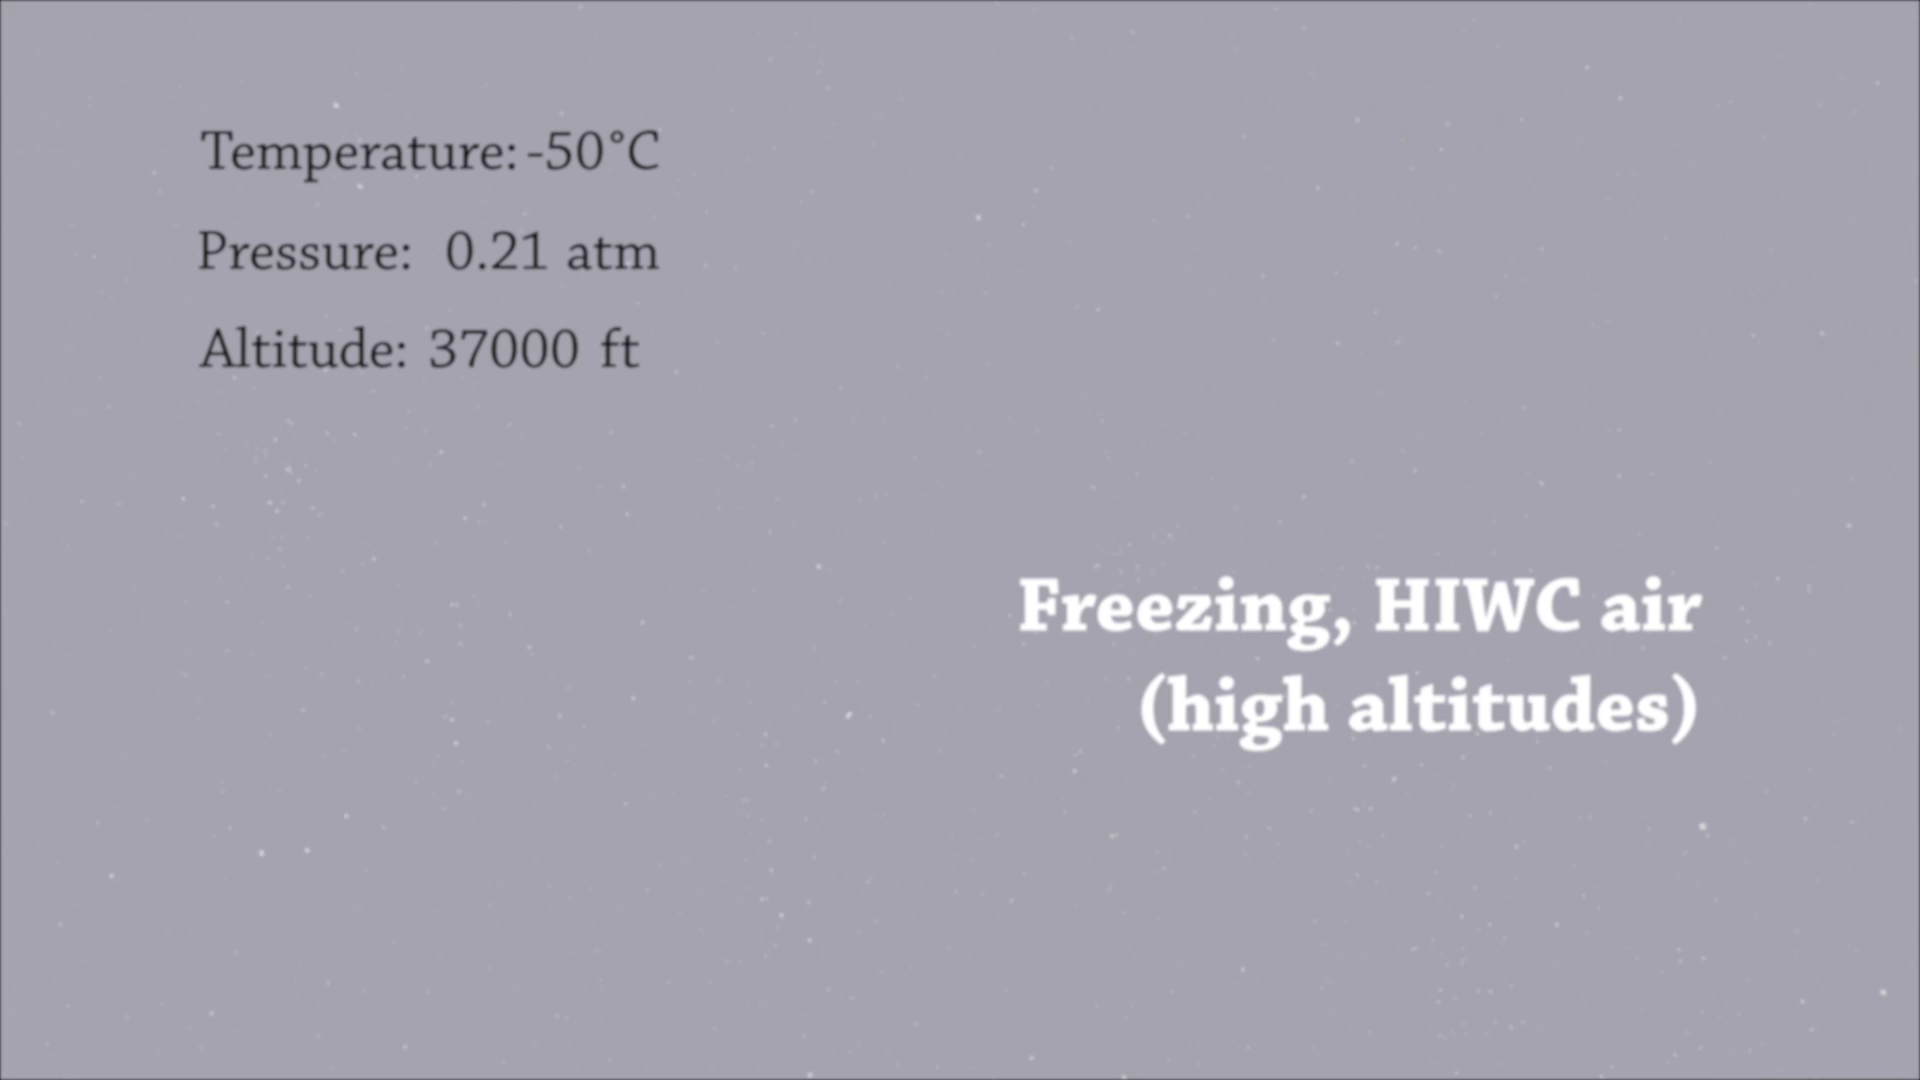 Temperature: -50°C
Pressure: 0.21 atm
Altitude: 37000 ft
Freezing, HIWC air
(high altitudes)